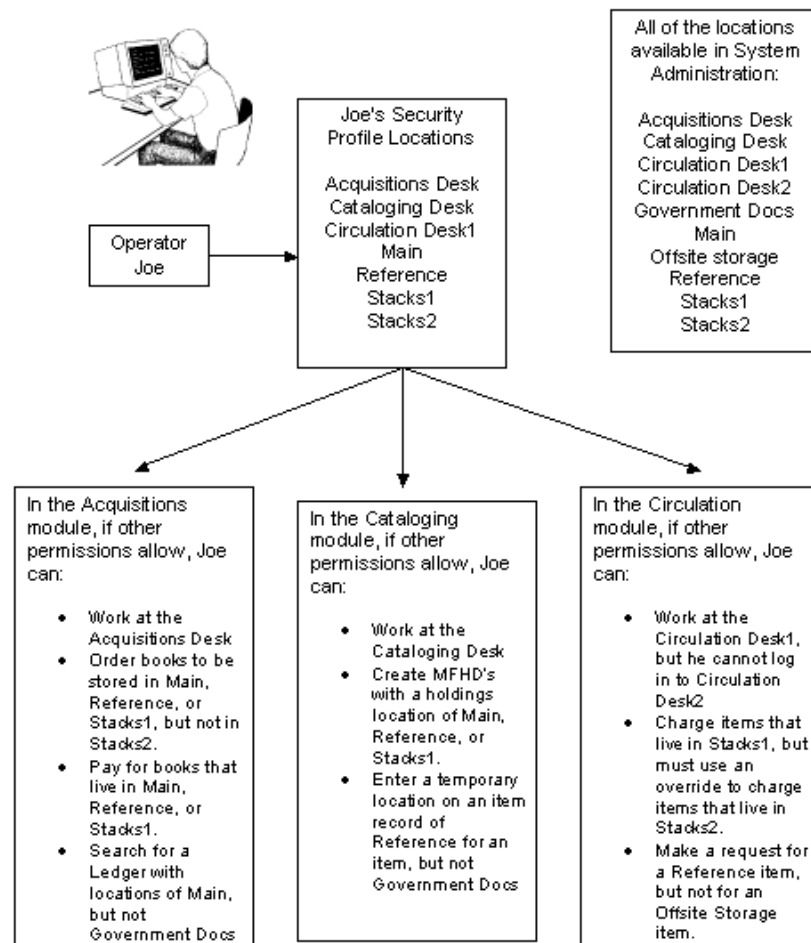 All of the locations
available in System
Administration:
Acquisitions Desk
Cataloging Desk
Circulation Desk1
Circulation Desk2
Government Docs
Main
Offsite storage
Reference
Stacks1
Stacks2
Joe's Security
Profile Locations
Acquisitions Desk
Cataloging Desk
Circulation Desk1
Main
Reference
Stacks1
Stacks2
Operator
Joe
In the Acquisitions
module, if other
permissions allow, Joe
can:
• Work at the
Acquisitions Desk
• Order books to be
stored in Main,
Reference, or
Stacks1, but not in
Stacks2.
• Pay for books that
live in Main,
Reference, or
Stacks1.
• Search for a
Ledger with
locations of Main,
but not
Government Docs
In the Cataloging
module, if other
permissions allow, Joe
can:
• Work at the
Cataloging Desk
• Create MFHD's
with a holdings
location of Main,
Reference, or
Stacks1.
• Enter a temporary
location on an item
record of
Reference for an
item, but not
Government Docs
In the Circulation
module, if other
permissions allow, Joe
can:
• Work at the
Circulation Desk1,
but he cannot log
in to Circulation
Desk2
• Charge items that
live in Stacks1, but
must use an
override to charge
items that live in
Stacks2.
• Make a request for
a Reference item,
but not for an
Offsite Storage
item.